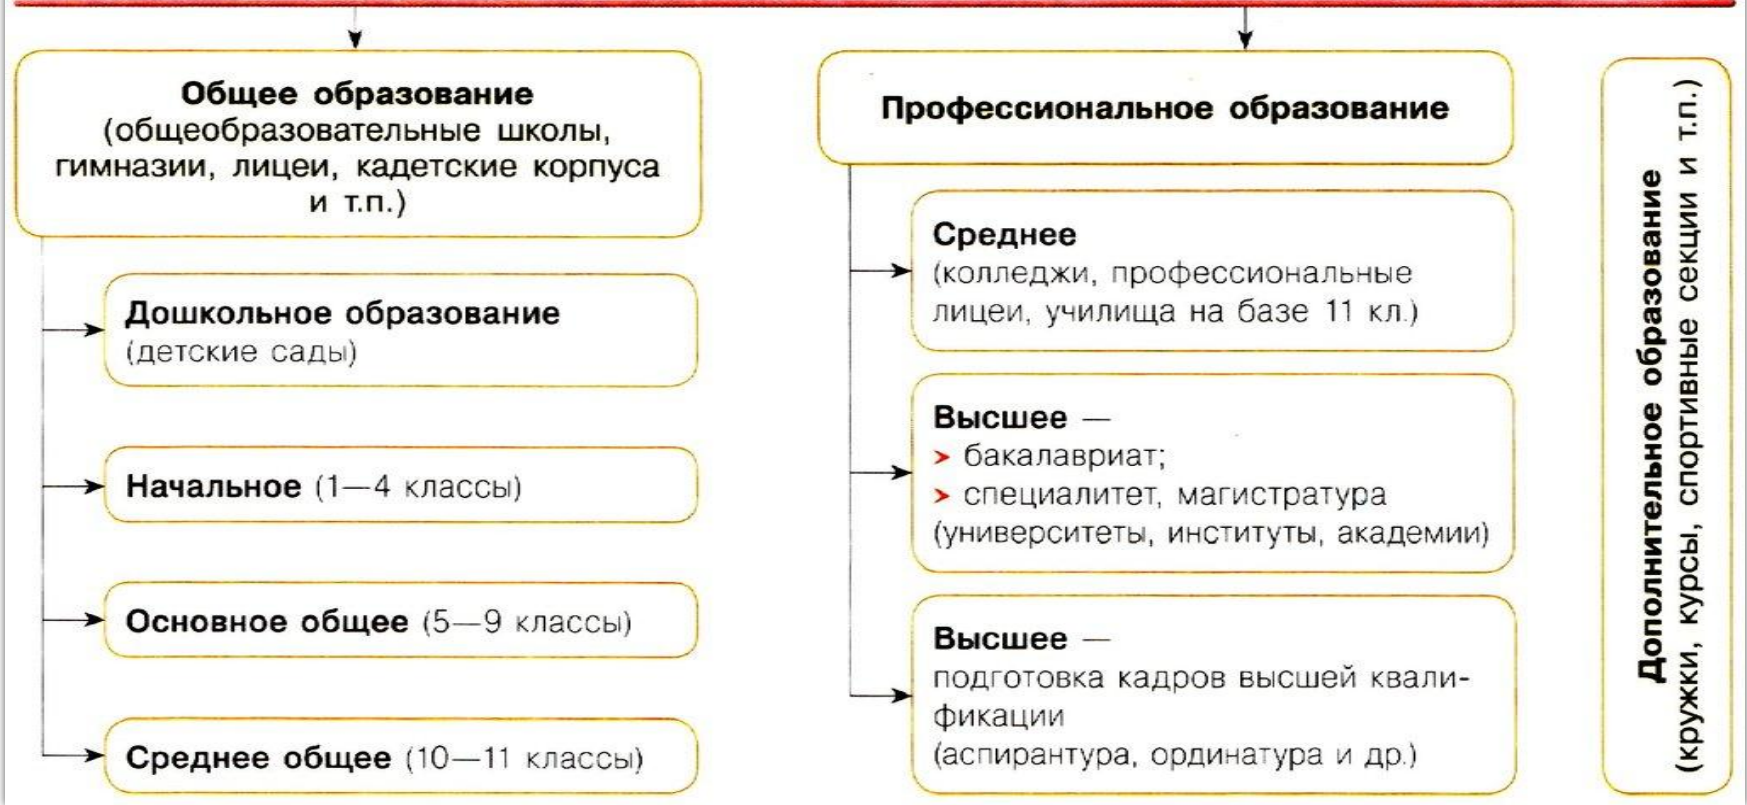 Общее образование
(общеобразовательные школы,
гимназии, лицеи, кадетские корпуса
и т.п.)
Дошкольное образование
(детские сады)
Начальное (1—4 классы)
Основное общее (5—9 классы)
Среднее общее (10—11 классы)
Профессиональное образование
Среднее
(колледжи, профессиональные
лицеи, училища на базе 11 кл.)
Высшее —
➤ бакалавриат;
➤ специалитет, магистратура
(университеты, институты, академии)
Высшее —
подготовка кадров высшей квали-
фикации
(аспирантура, ординатура и др.)
Дополнительное образование
(кружки, курсы, спортивные секции и т.п.)